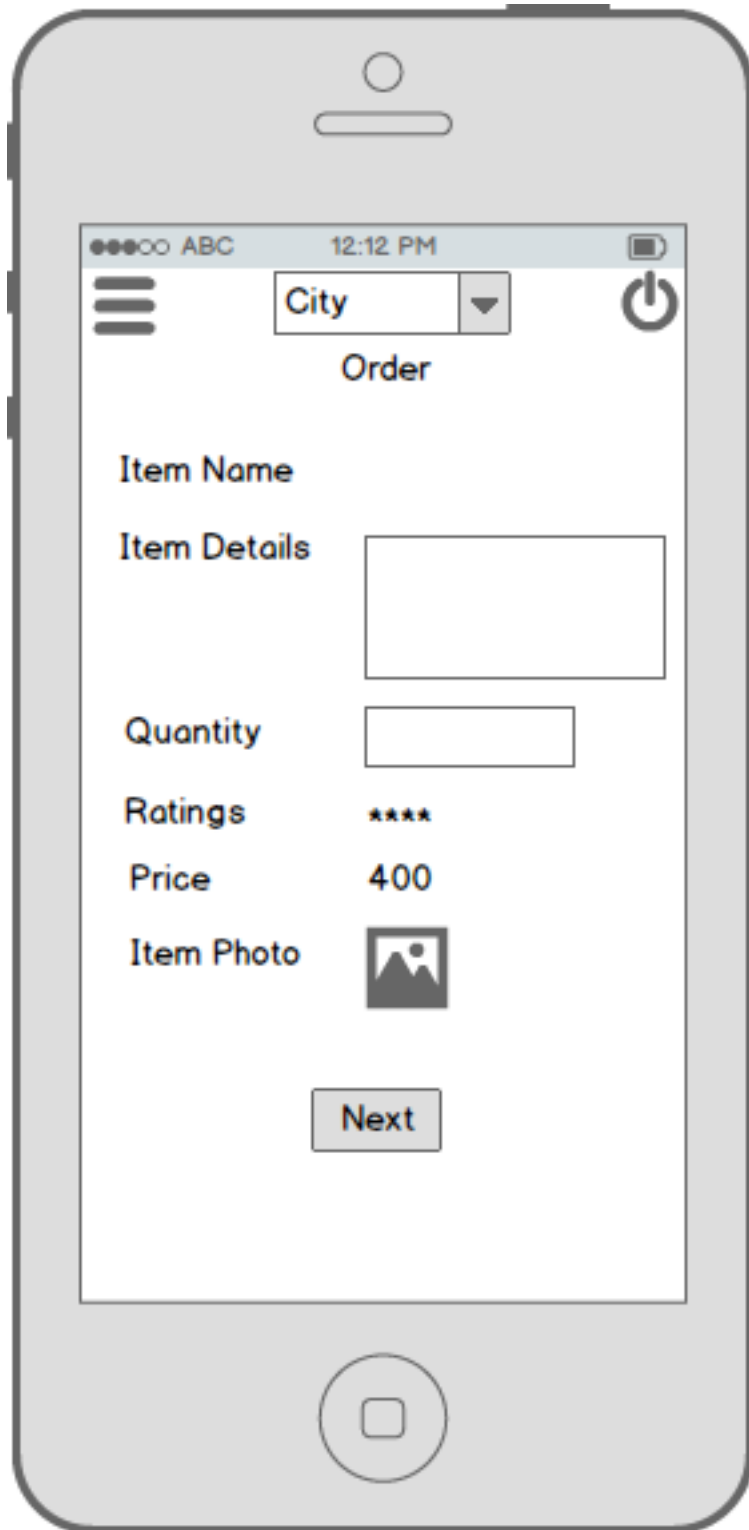 ABC 12:12 PM
City
Order
Item Name
Item Details
Quantity
Ratings ****
Price 400
Item Photo
Next